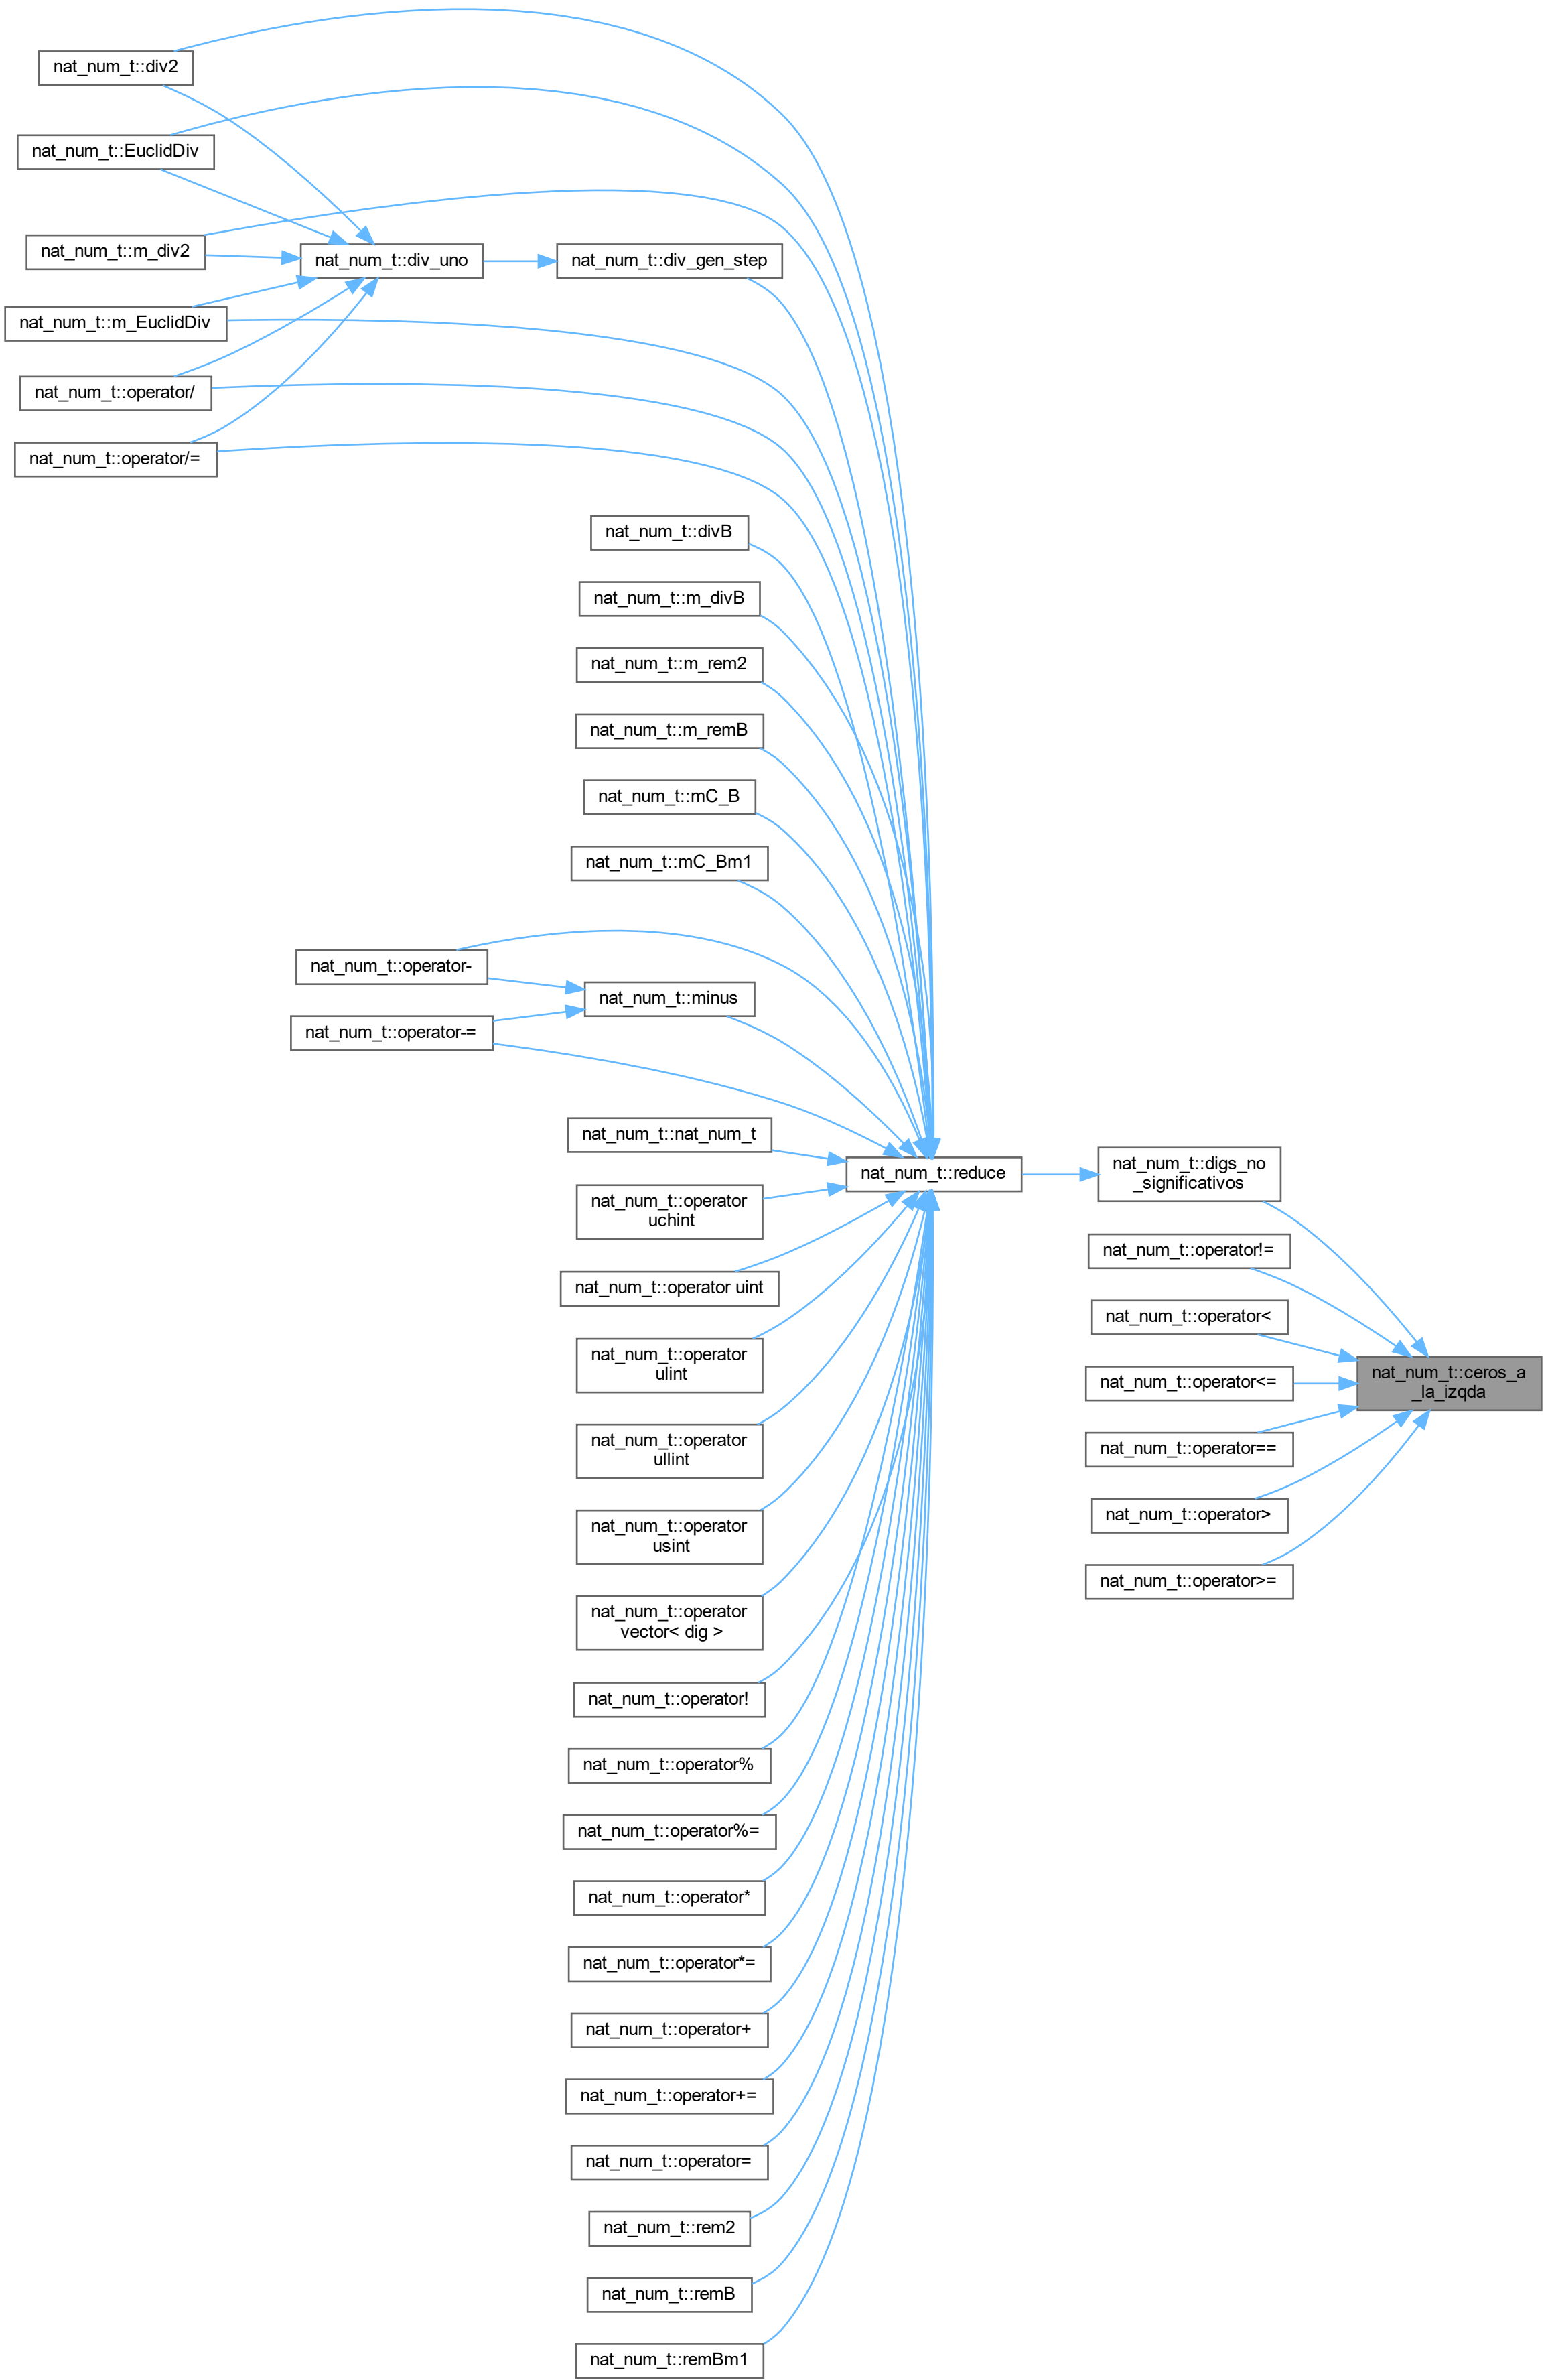 nat_num_t::div2
nat_num_t::EuclidDiv
nat_num_t::m_div2
nat_num_t::div_uno
nat_num_t::div_gen_step
nat_num_t::m_EuclidDiv
nat_num_t::operator/
nat_num_t::operator/=
nat_num_t::divB
nat_num_t::m_divB
nat_num_t::m_rem2
nat_num_t::m_remB
nat_num_t::mC_B
nat_num_t::mC_Bm1
nat_num_t::operator-
nat_num_t::minus
nat_num_t::operator-=
nat_num_t::nat_num_t
nat_num_t::reduce
nat_num_t::digs_no
_significativos
nat_num_t::operator
uchint
nat_num_t::operator!=
nat_num_t::operator uint
nat_num_t::operator<
nat_num_t::operator
ulint
nat_num_t::ceros_a
_la_izqda
nat_num_t::operator<=
nat_num_t::operator
ullint
nat_num_t::operator==
nat_num_t::operator>
nat_num_t::operator
usint
nat_num_t::operator>=
nat_num_t::operator
vector< dig >
nat_num_t::operator!
nat_num_t::operator%
nat_num_t::operator%=
nat_num_t::operator*
nat_num_t::operator*=
nat_num_t::operator+
nat_num_t::operator+=
nat_num_t::operator=
nat_num_t::rem2
nat_num_t::remB
nat_num_t::remBm1